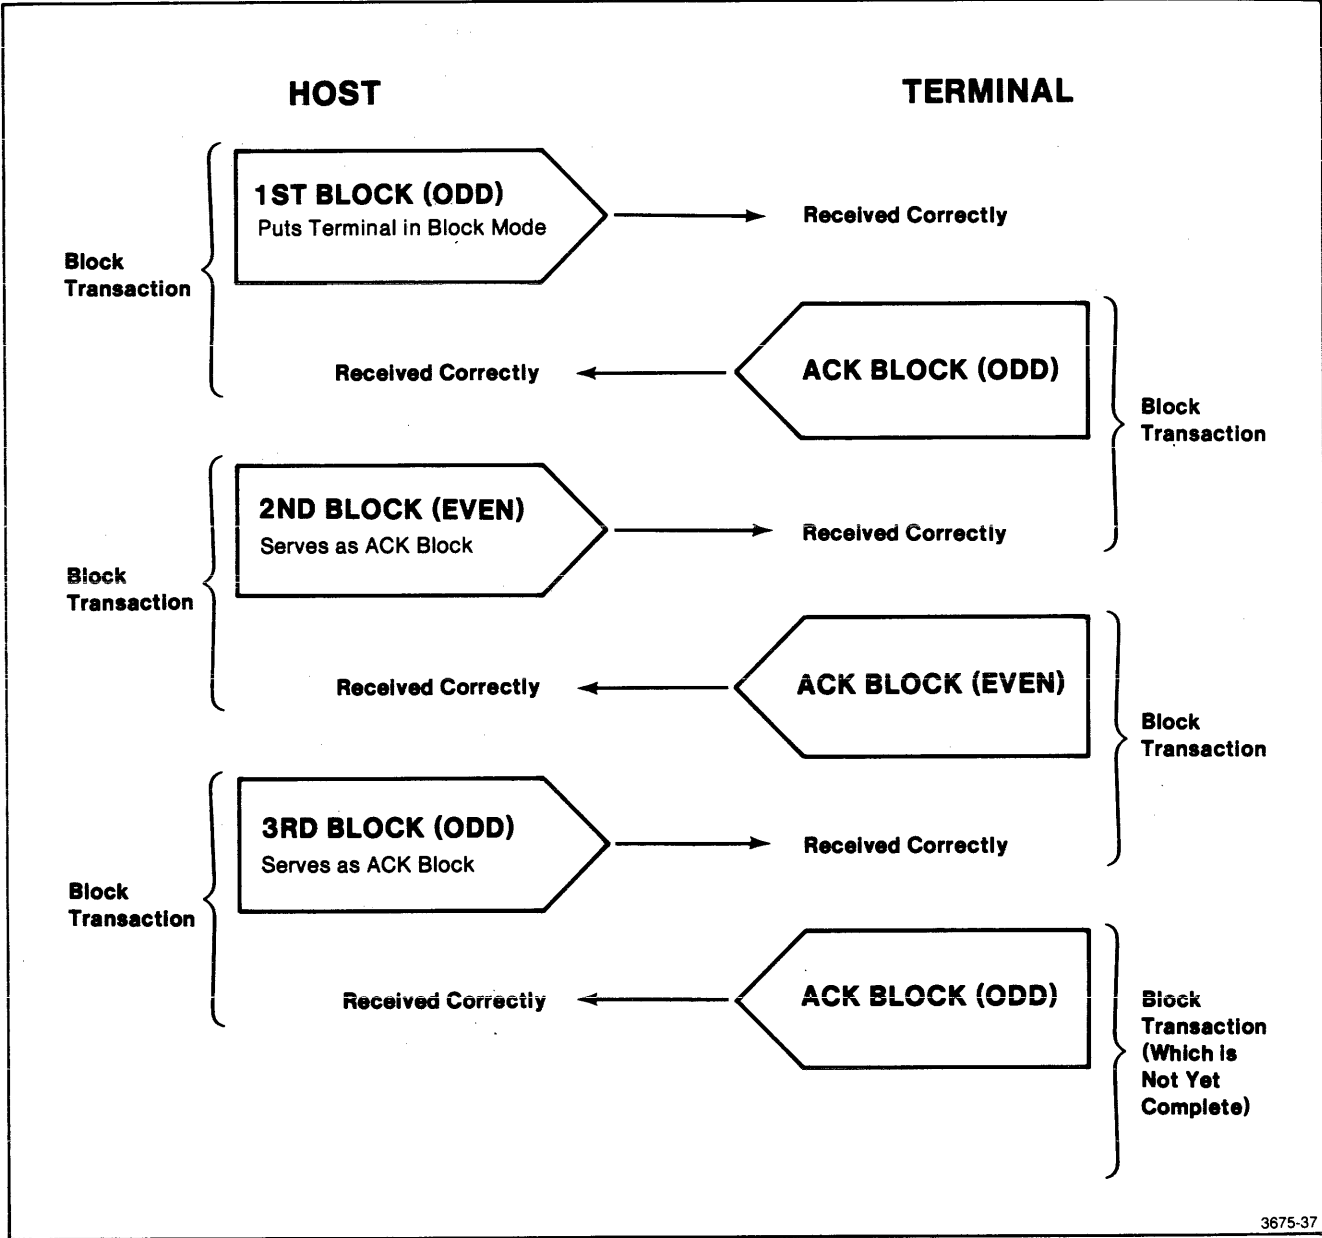 HOST
TERMINAL
1ST BLOCK (ODD)
Puts Terminal in Block Mode
Received Correctly
Block
Transaction
Received Correctly
ACK BLOCK (ODD)
Block
Transaction
2ND BLOCK (EVEN)
Serves as ACK Block
Received Correctly
Block
Transaction
Received Correctly
ACK BLOCK (EVEN)
Block
Transaction
3RD BLOCK (ODD)
Serves as ACK Block
Received Correctly
Block
Transaction
Received Correctly
ACK BLOCK (ODD)
Block
Transaction
(Which is
Not Yet
Complete)
3675-37